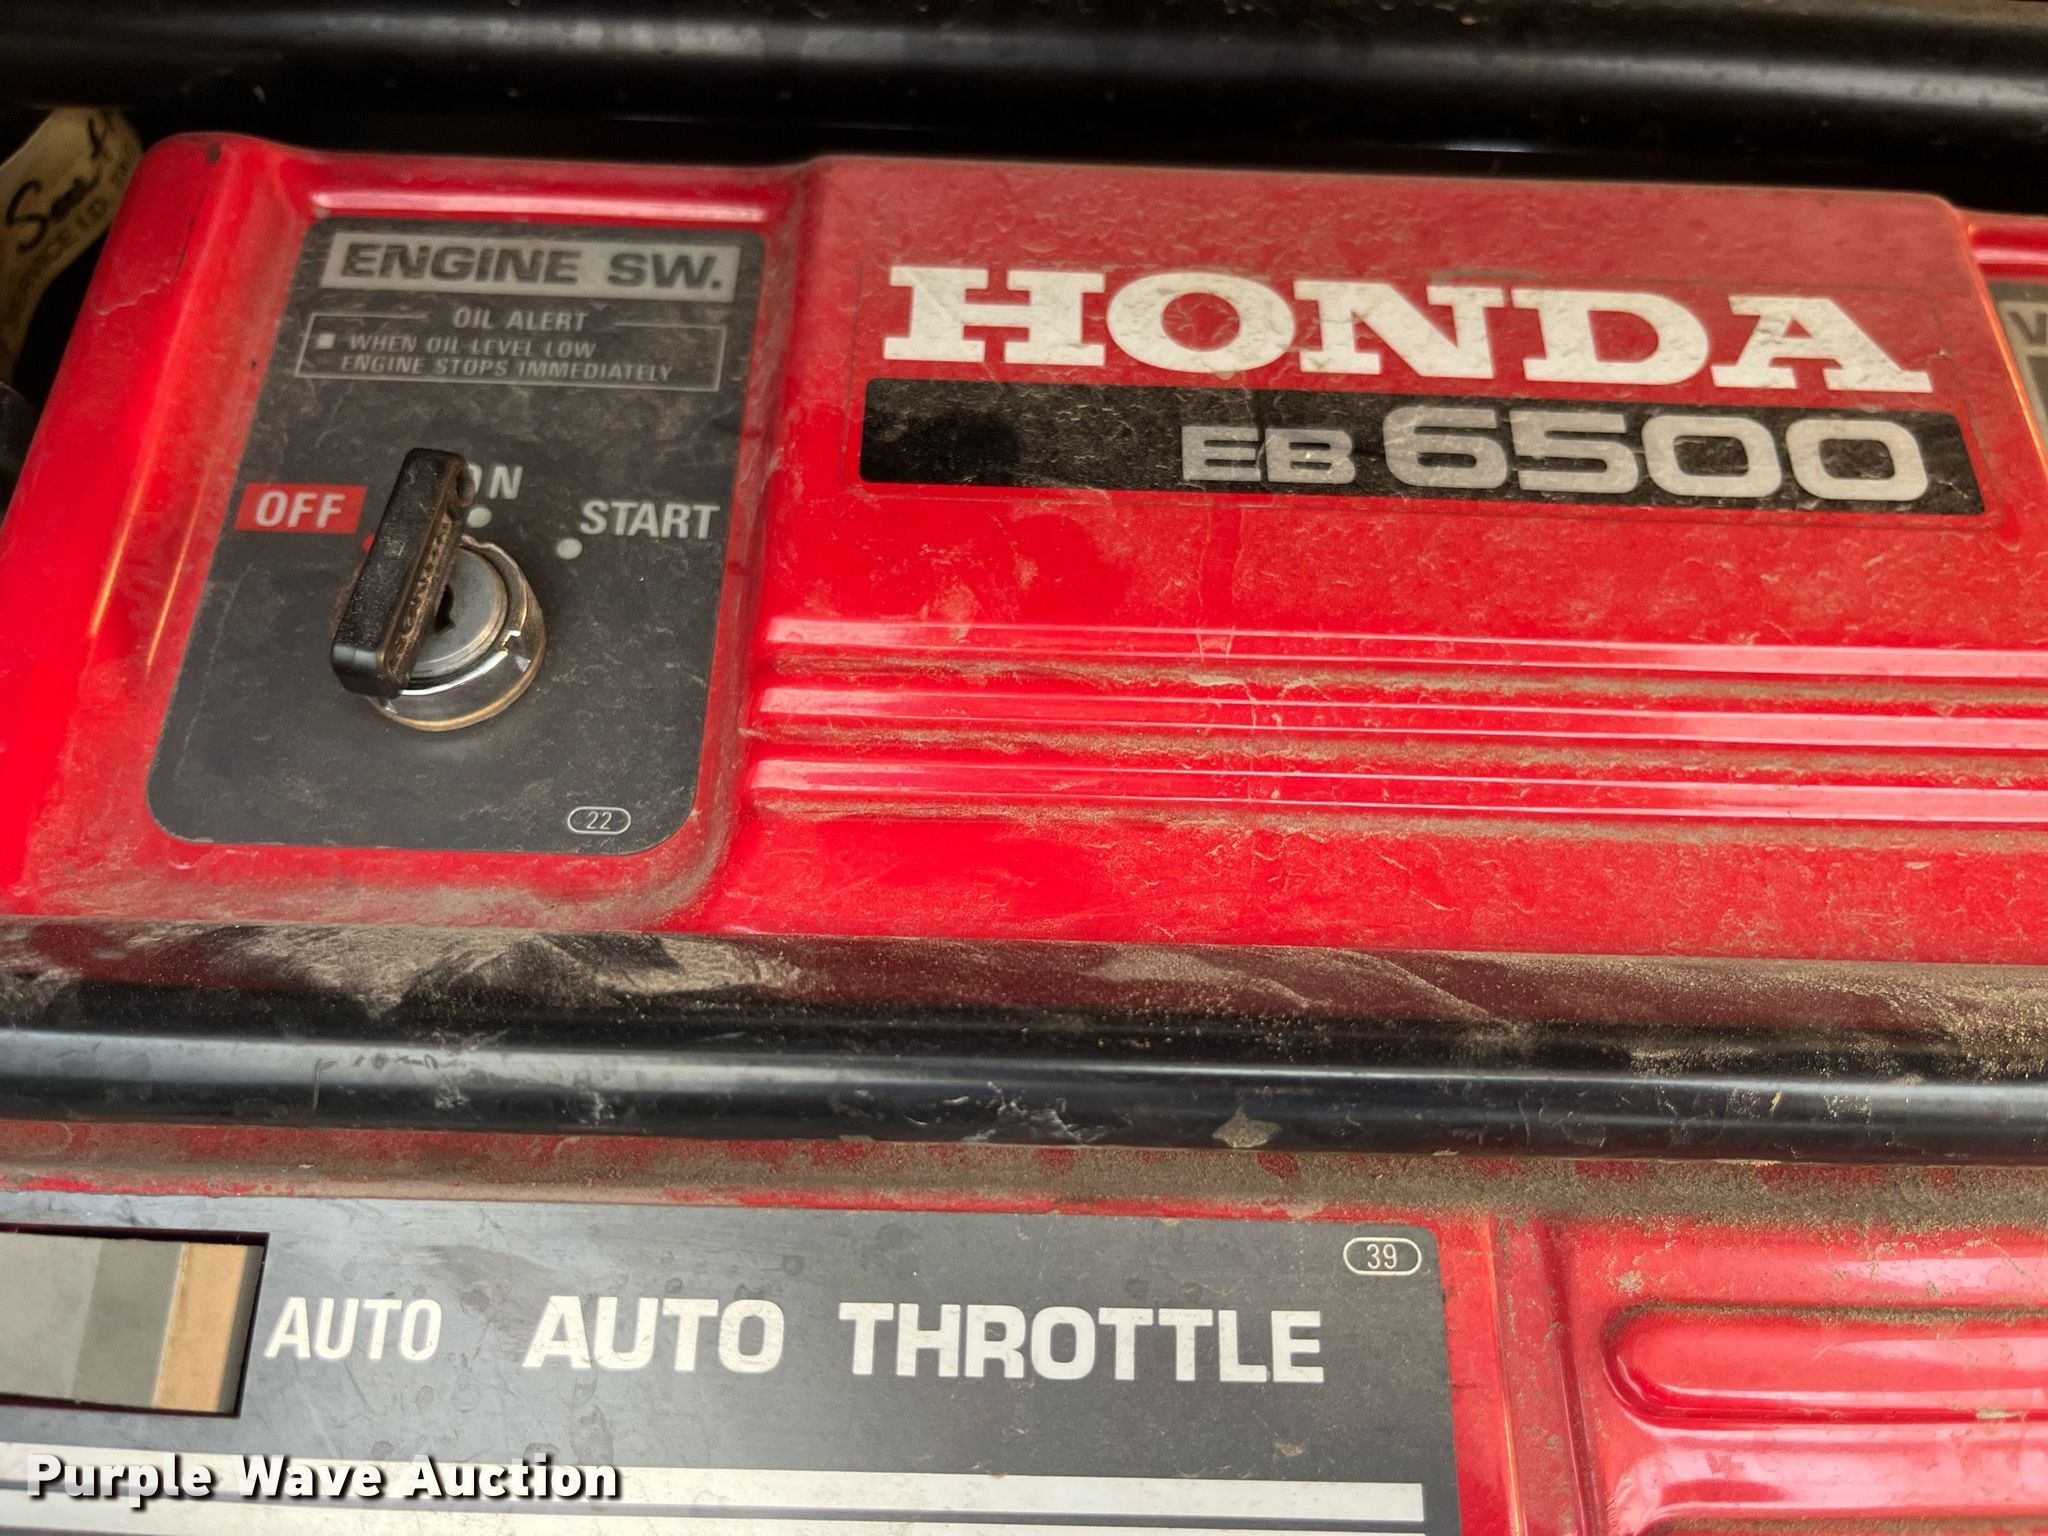 ENGINE SW.
OIL ALERT
WHEN OIL LEVEL LOW
ENGINE STOPS IMMEDIATELY
OFF
ON
START
22
HONDA
EB 6500
39
AUTO
AUTO THROTTLE
Purple Wave Auction